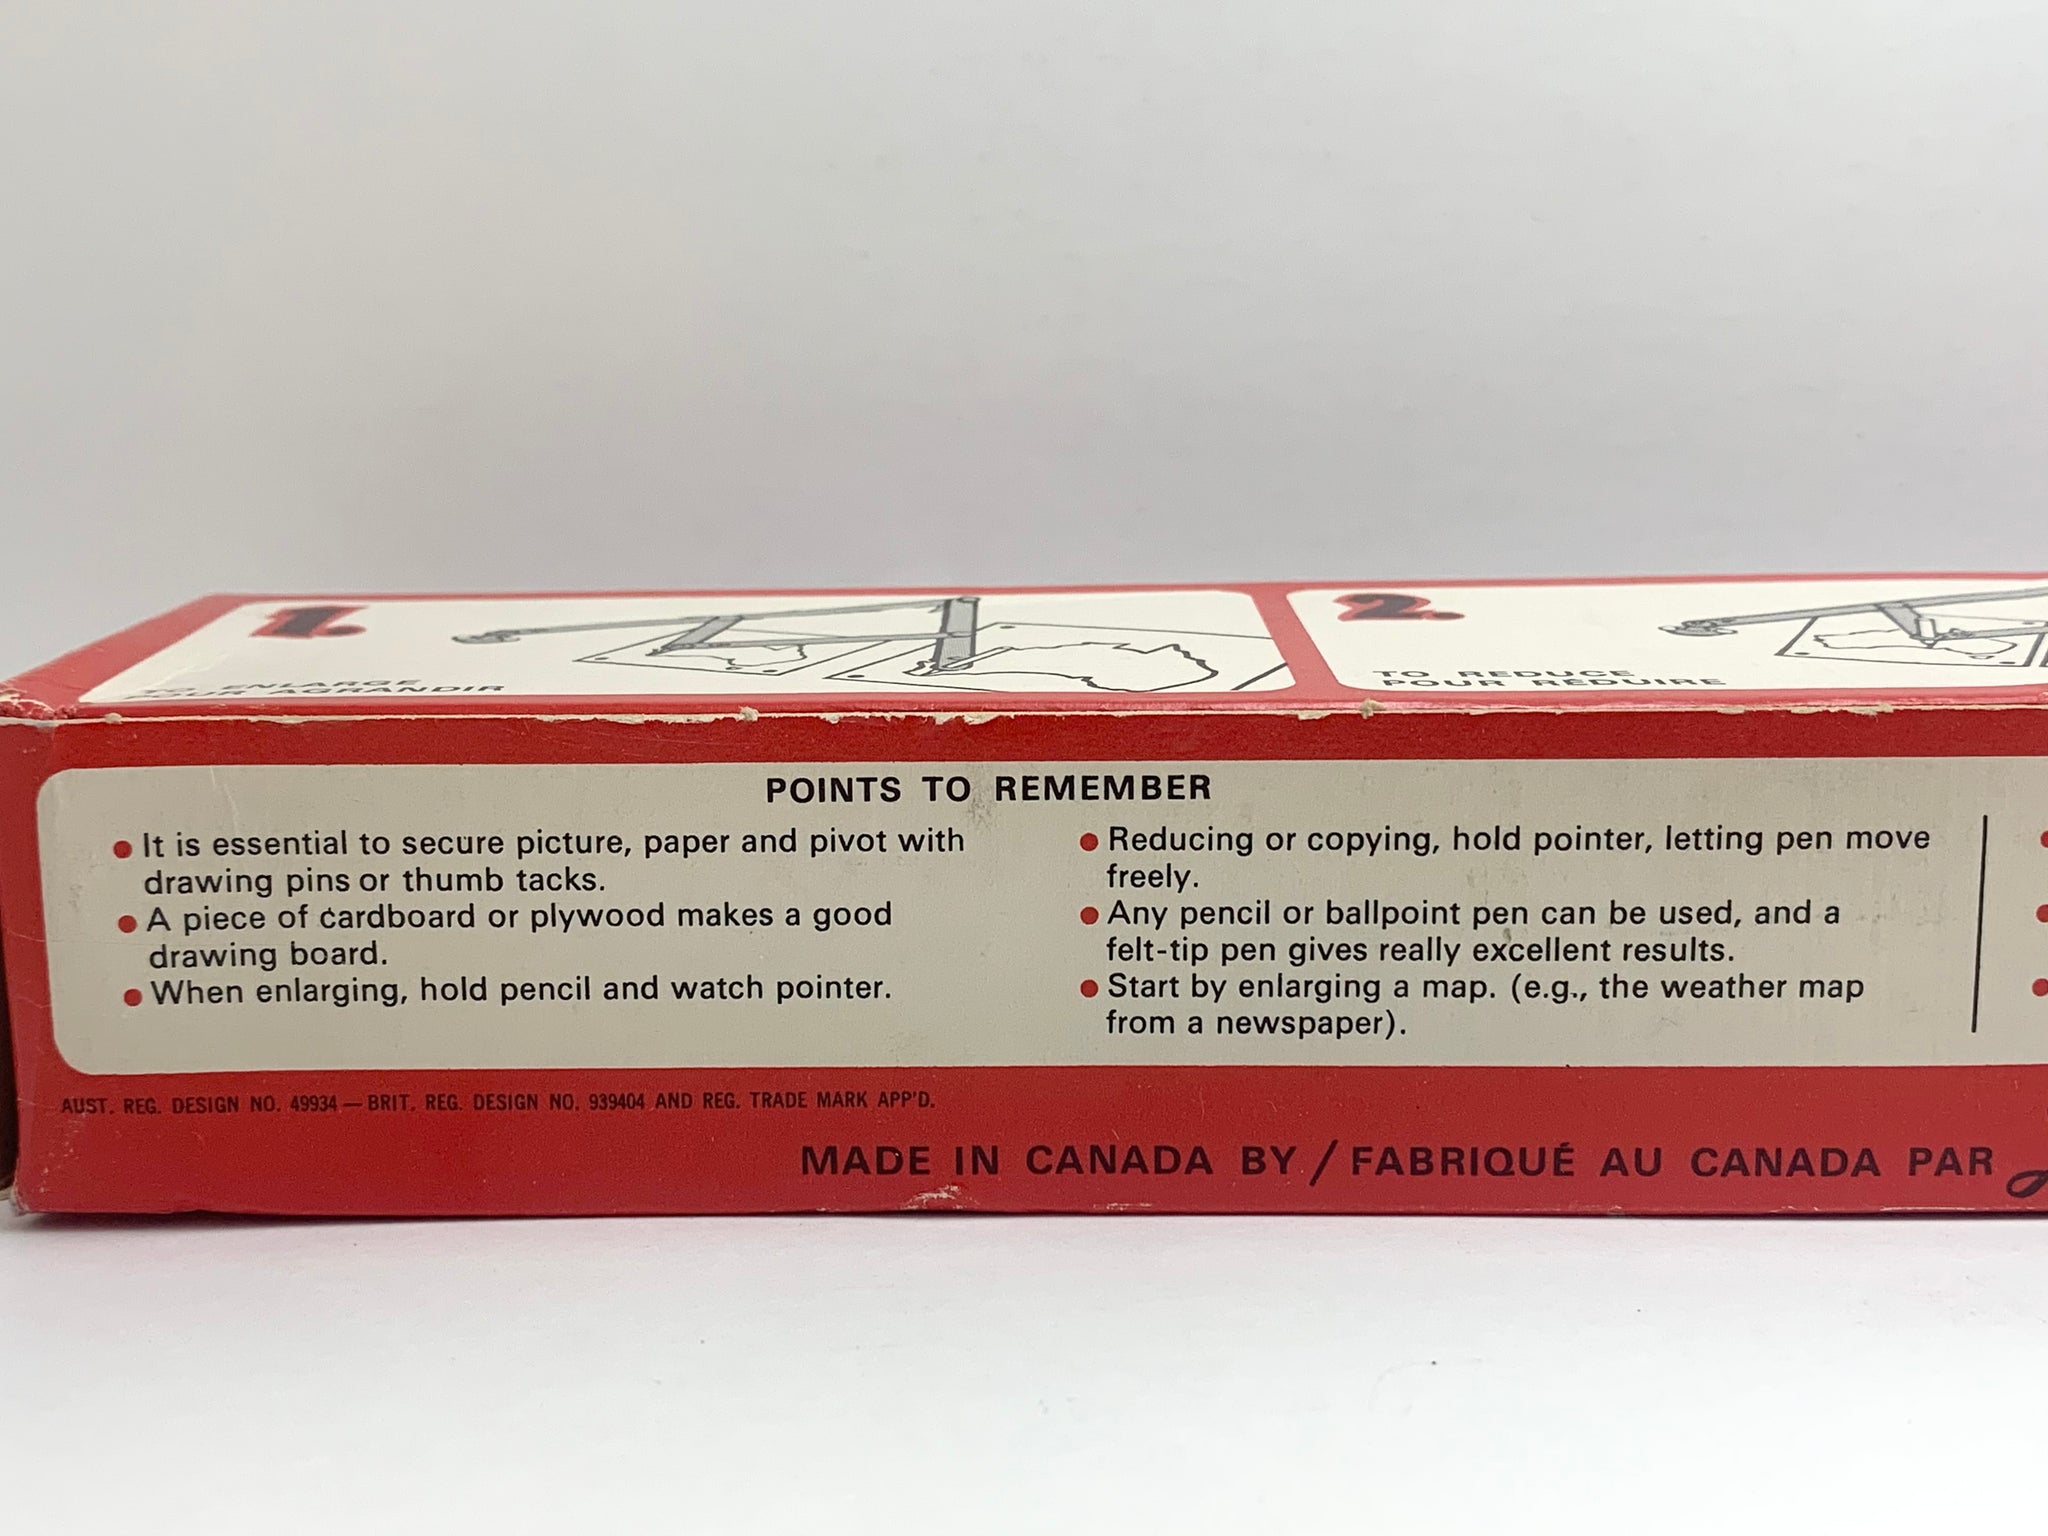 1.
TO ENLARGE
POUR AGRANDIR
2.
TO REDUCE
POUR RÉDUIRE
POINTS TO REMEMBER
● It is essential to secure picture, paper and pivot with
drawing pins or thumb tacks.
● A piece of cardboard or plywood makes a good
drawing board.
● When enlarging, hold pencil and watch pointer.
● Reducing or copying, hold pointer, letting pen move
freely.
● Any pencil or ballpoint pen can be used, and a
felt-tip pen gives really excellent results.
● Start by enlarging a map. (e.g., the weather map
from a newspaper).
AUST. REG. DESIGN NO. 49934 — BRIT. REG. DESIGN NO. 939404 AND REG. TRADE MARK APP'D.
MADE IN CANADA BY / FABRIQUÉ AU CANADA PAR